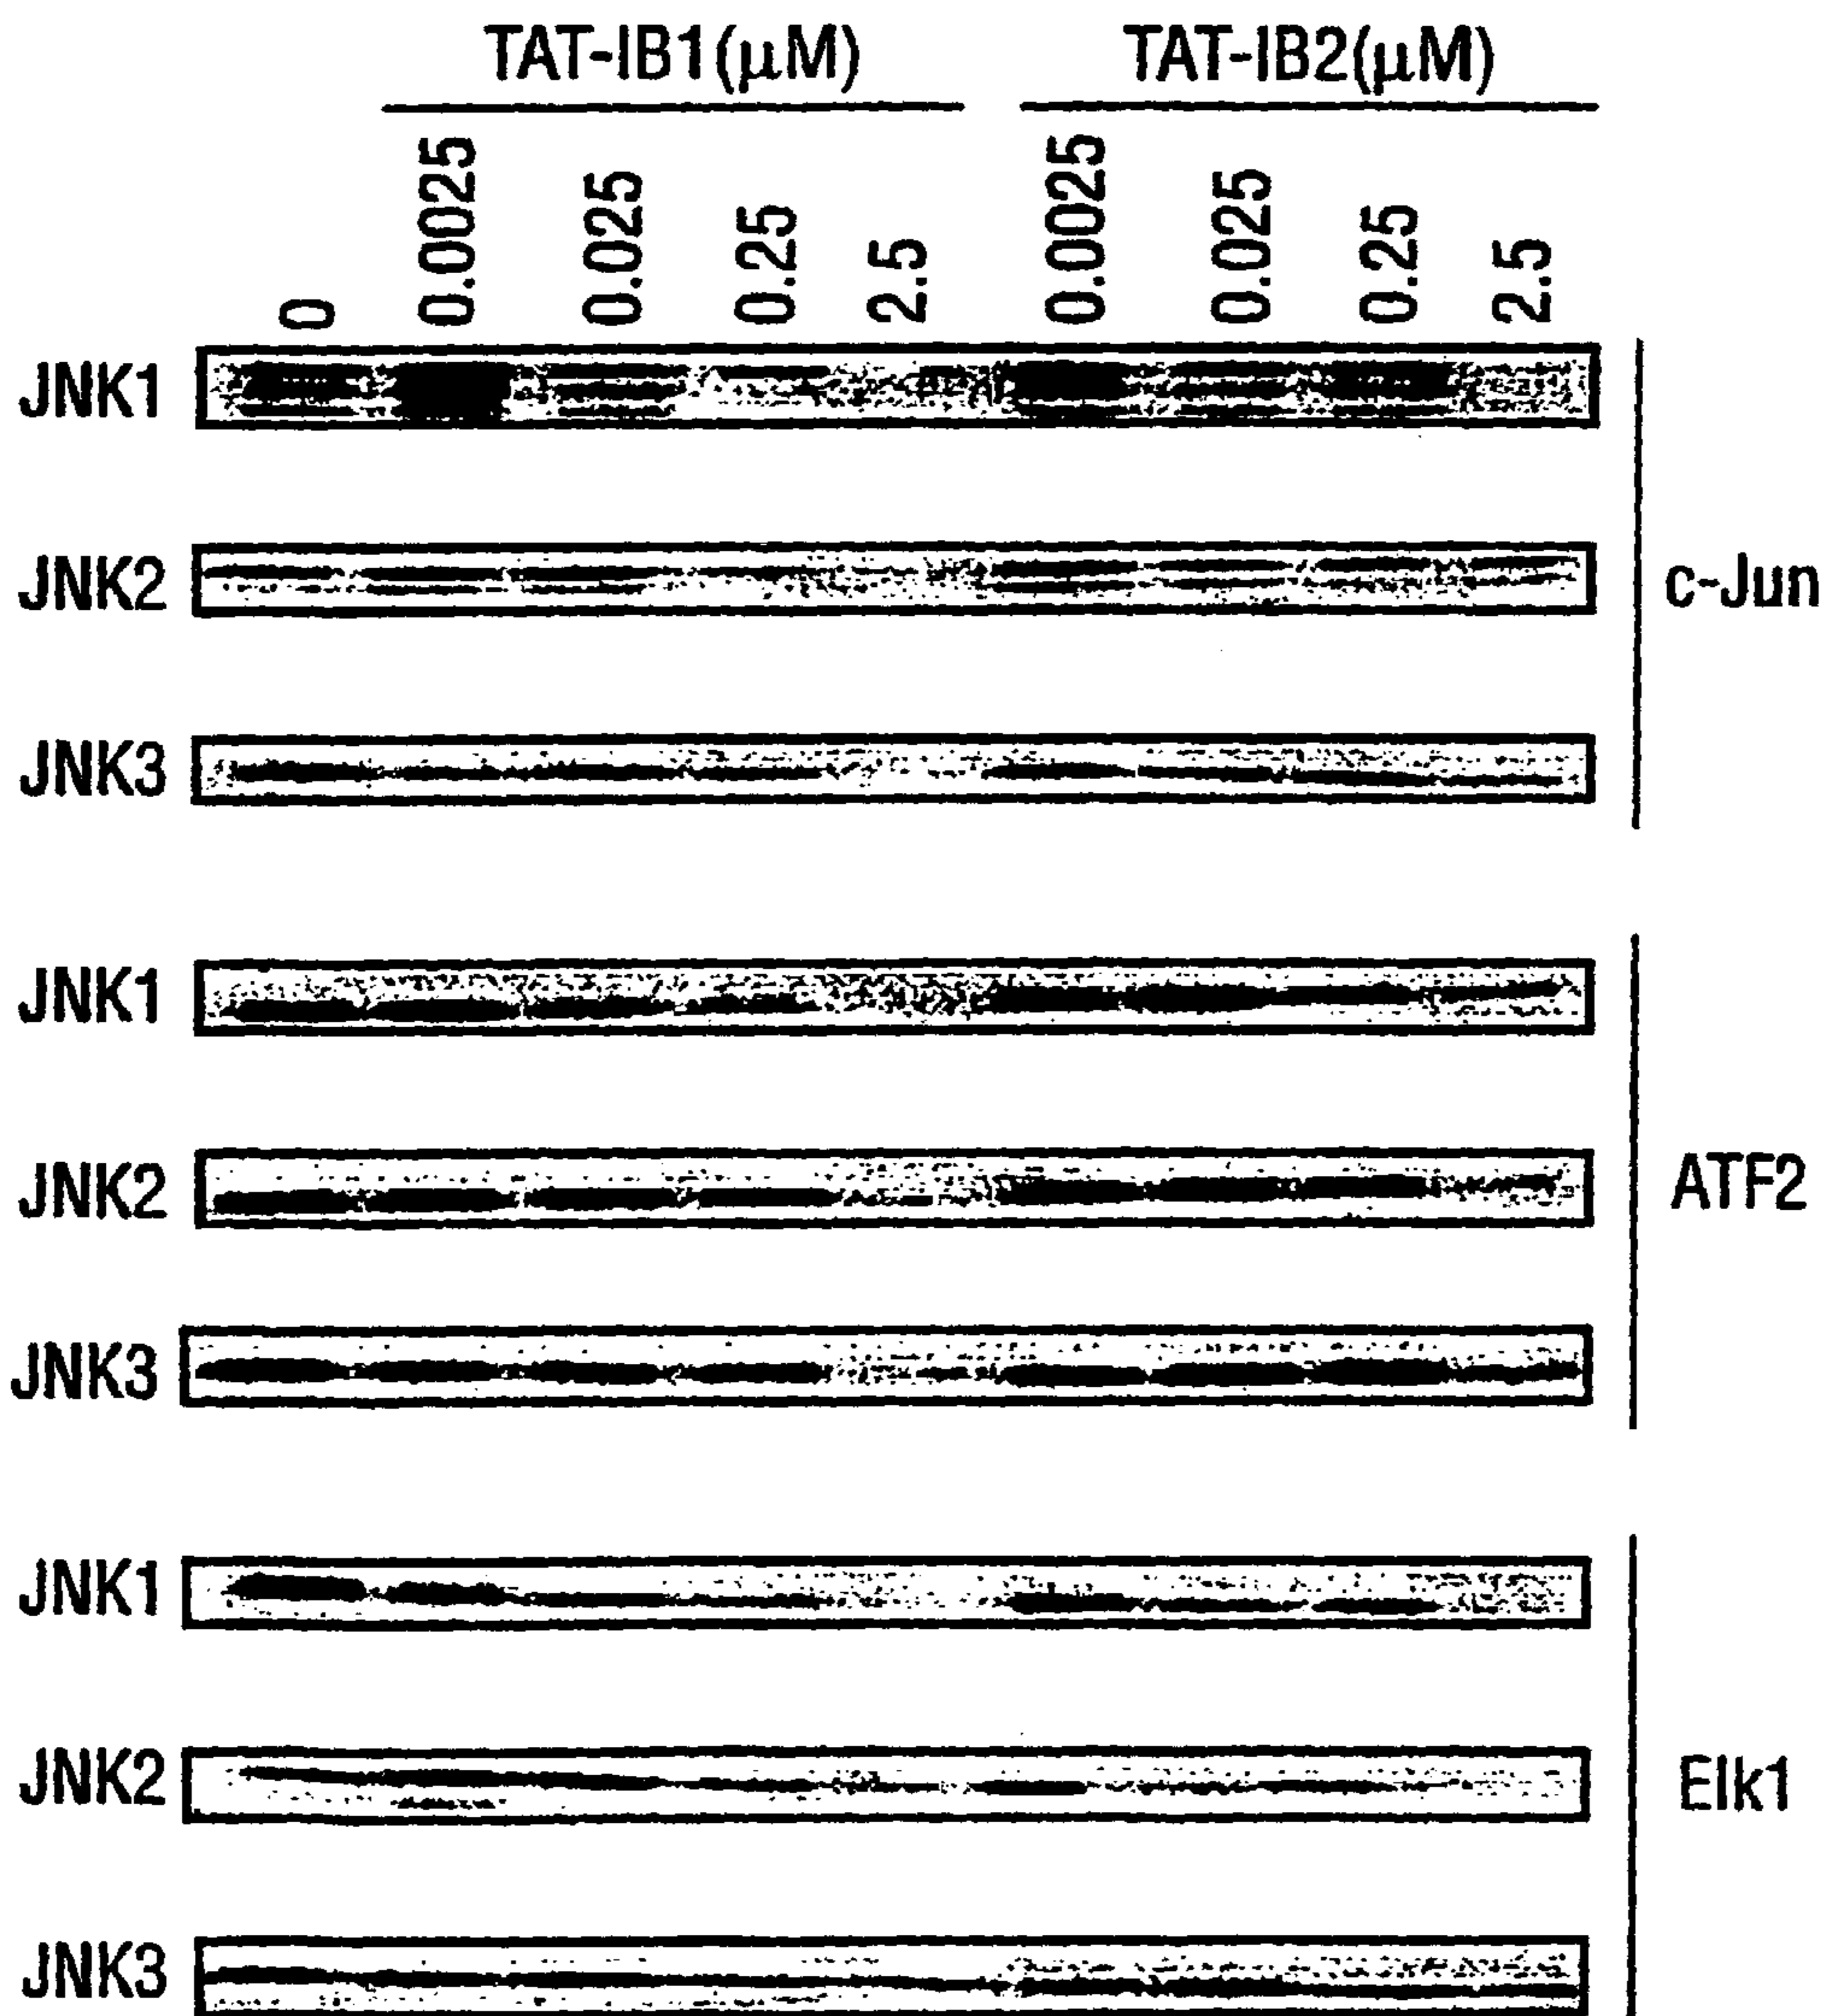 TAT-IB1(µM) TAT-IB2(µM)
0 0.0025 0.025 0.25 2.5 0.0025 0.025 0.25 2.5
JNK1
JNK2 c-Jun
JNK3
JNK1
JNK2 ATF2
JNK3
JNK1
JNK2 Elk1
JNK3